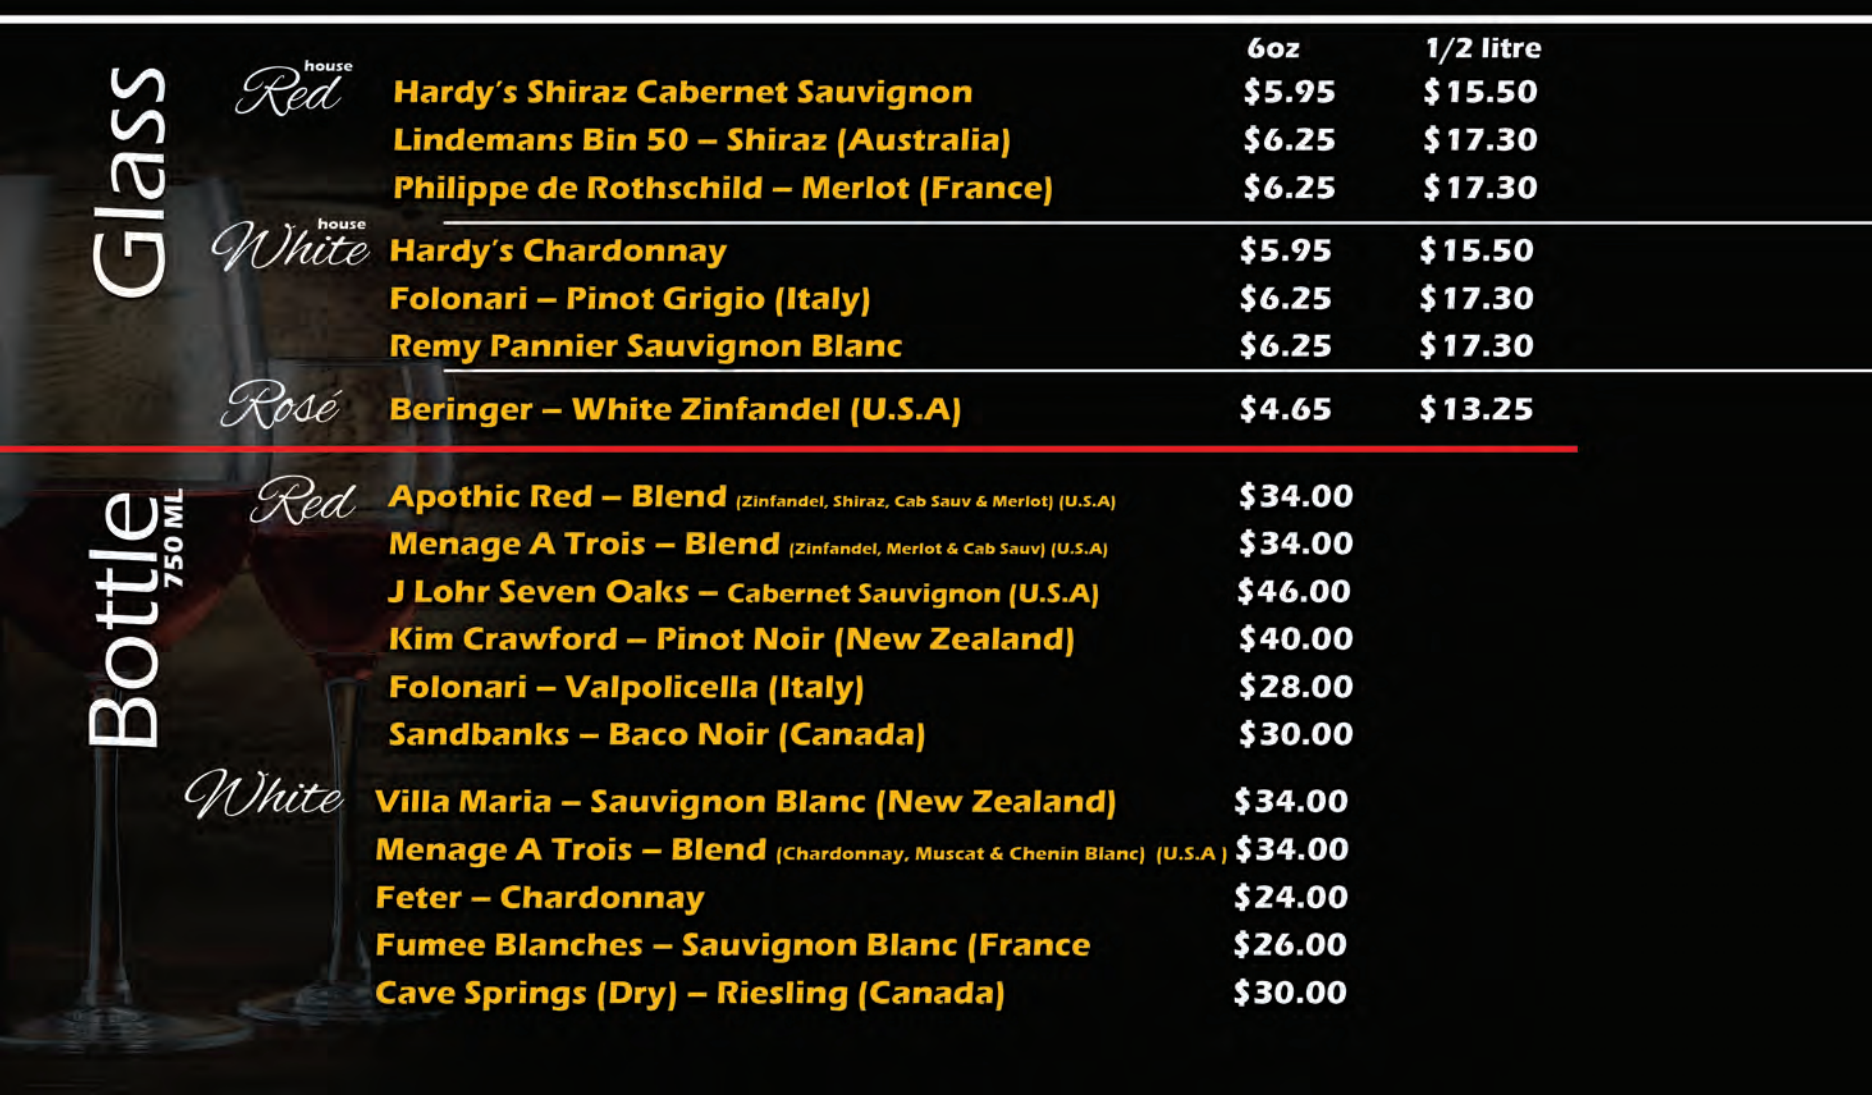 6oz 1/2 litre
Glass
house
Red
Hardy's Shiraz Cabernet Sauvignon $5.95 $15.50
Lindemans Bin 50 – Shiraz (Australia) $6.25 $17.30
Philippe de Rothschild – Merlot (France) $6.25 $17.30
house
White
Hardy's Chardonnay $5.95 $15.50
Folonari – Pinot Grigio (Italy) $6.25 $17.30
Remy Pannier Sauvignon Blanc $6.25 $17.30
Rosé Beringer – White Zinfandel (U.S.A) $4.65 $13.25
Bottle
750 ML
Red Apothic Red – Blend (Zinfandel, Shiraz, Cab Sauv & Merlot) (U.S.A) $34.00
Menage A Trois – Blend (Zinfandel, Merlot & Cab Sauv) (U.S.A) $34.00
J Lohr Seven Oaks – Cabernet Sauvignon (U.S.A) $46.00
Kim Crawford – Pinot Noir (New Zealand) $40.00
Folonari – Valpolicella (Italy) $28.00
Sandbanks – Baco Noir (Canada) $30.00
White Villa Maria – Sauvignon Blanc (New Zealand) $34.00
Menage A Trois – Blend (Chardonnay, Muscat & Chenin Blanc) (U.S.A ) $34.00
Feter – Chardonnay $24.00
Fumee Blanches – Sauvignon Blanc (France $26.00
Cave Springs (Dry) – Riesling (Canada) $30.00